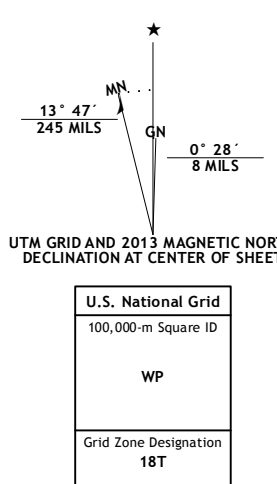 ★
MN
13° 47´
245 MILS
GN
0° 28´
8 MILS
UTM GRID AND 2013 MAGNETIC NOR
DECLINATION AT CENTER OF SHEET
U.S. National Grid
100,000-m Square ID
WP
Grid Zone Designation
18T